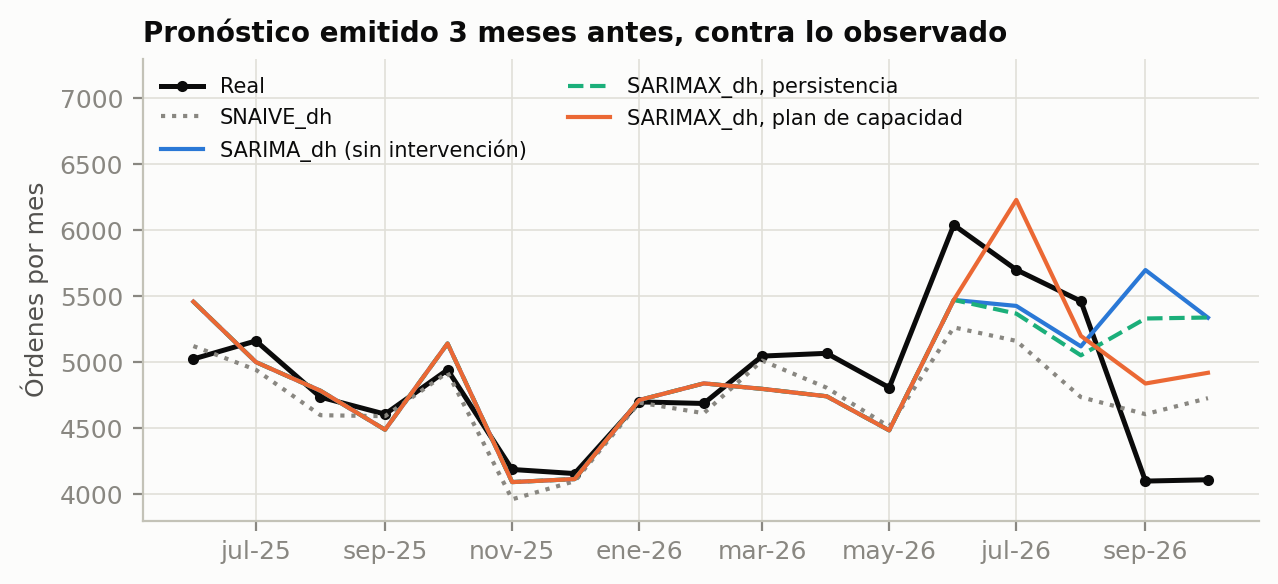 Pronóstico emitido 3 meses antes, contra lo observado
Real
SNAIVE_dh
SARIMA_dh (sin intervención)
SARIMAX_dh, persistencia
SARIMAX_dh, plan de capacidad
Órdenes por mes
7000
6500
6000
5500
5000
4500
4000
jul-25
sep-25
nov-25
ene-26
mar-26
may-26
jul-26
sep-26